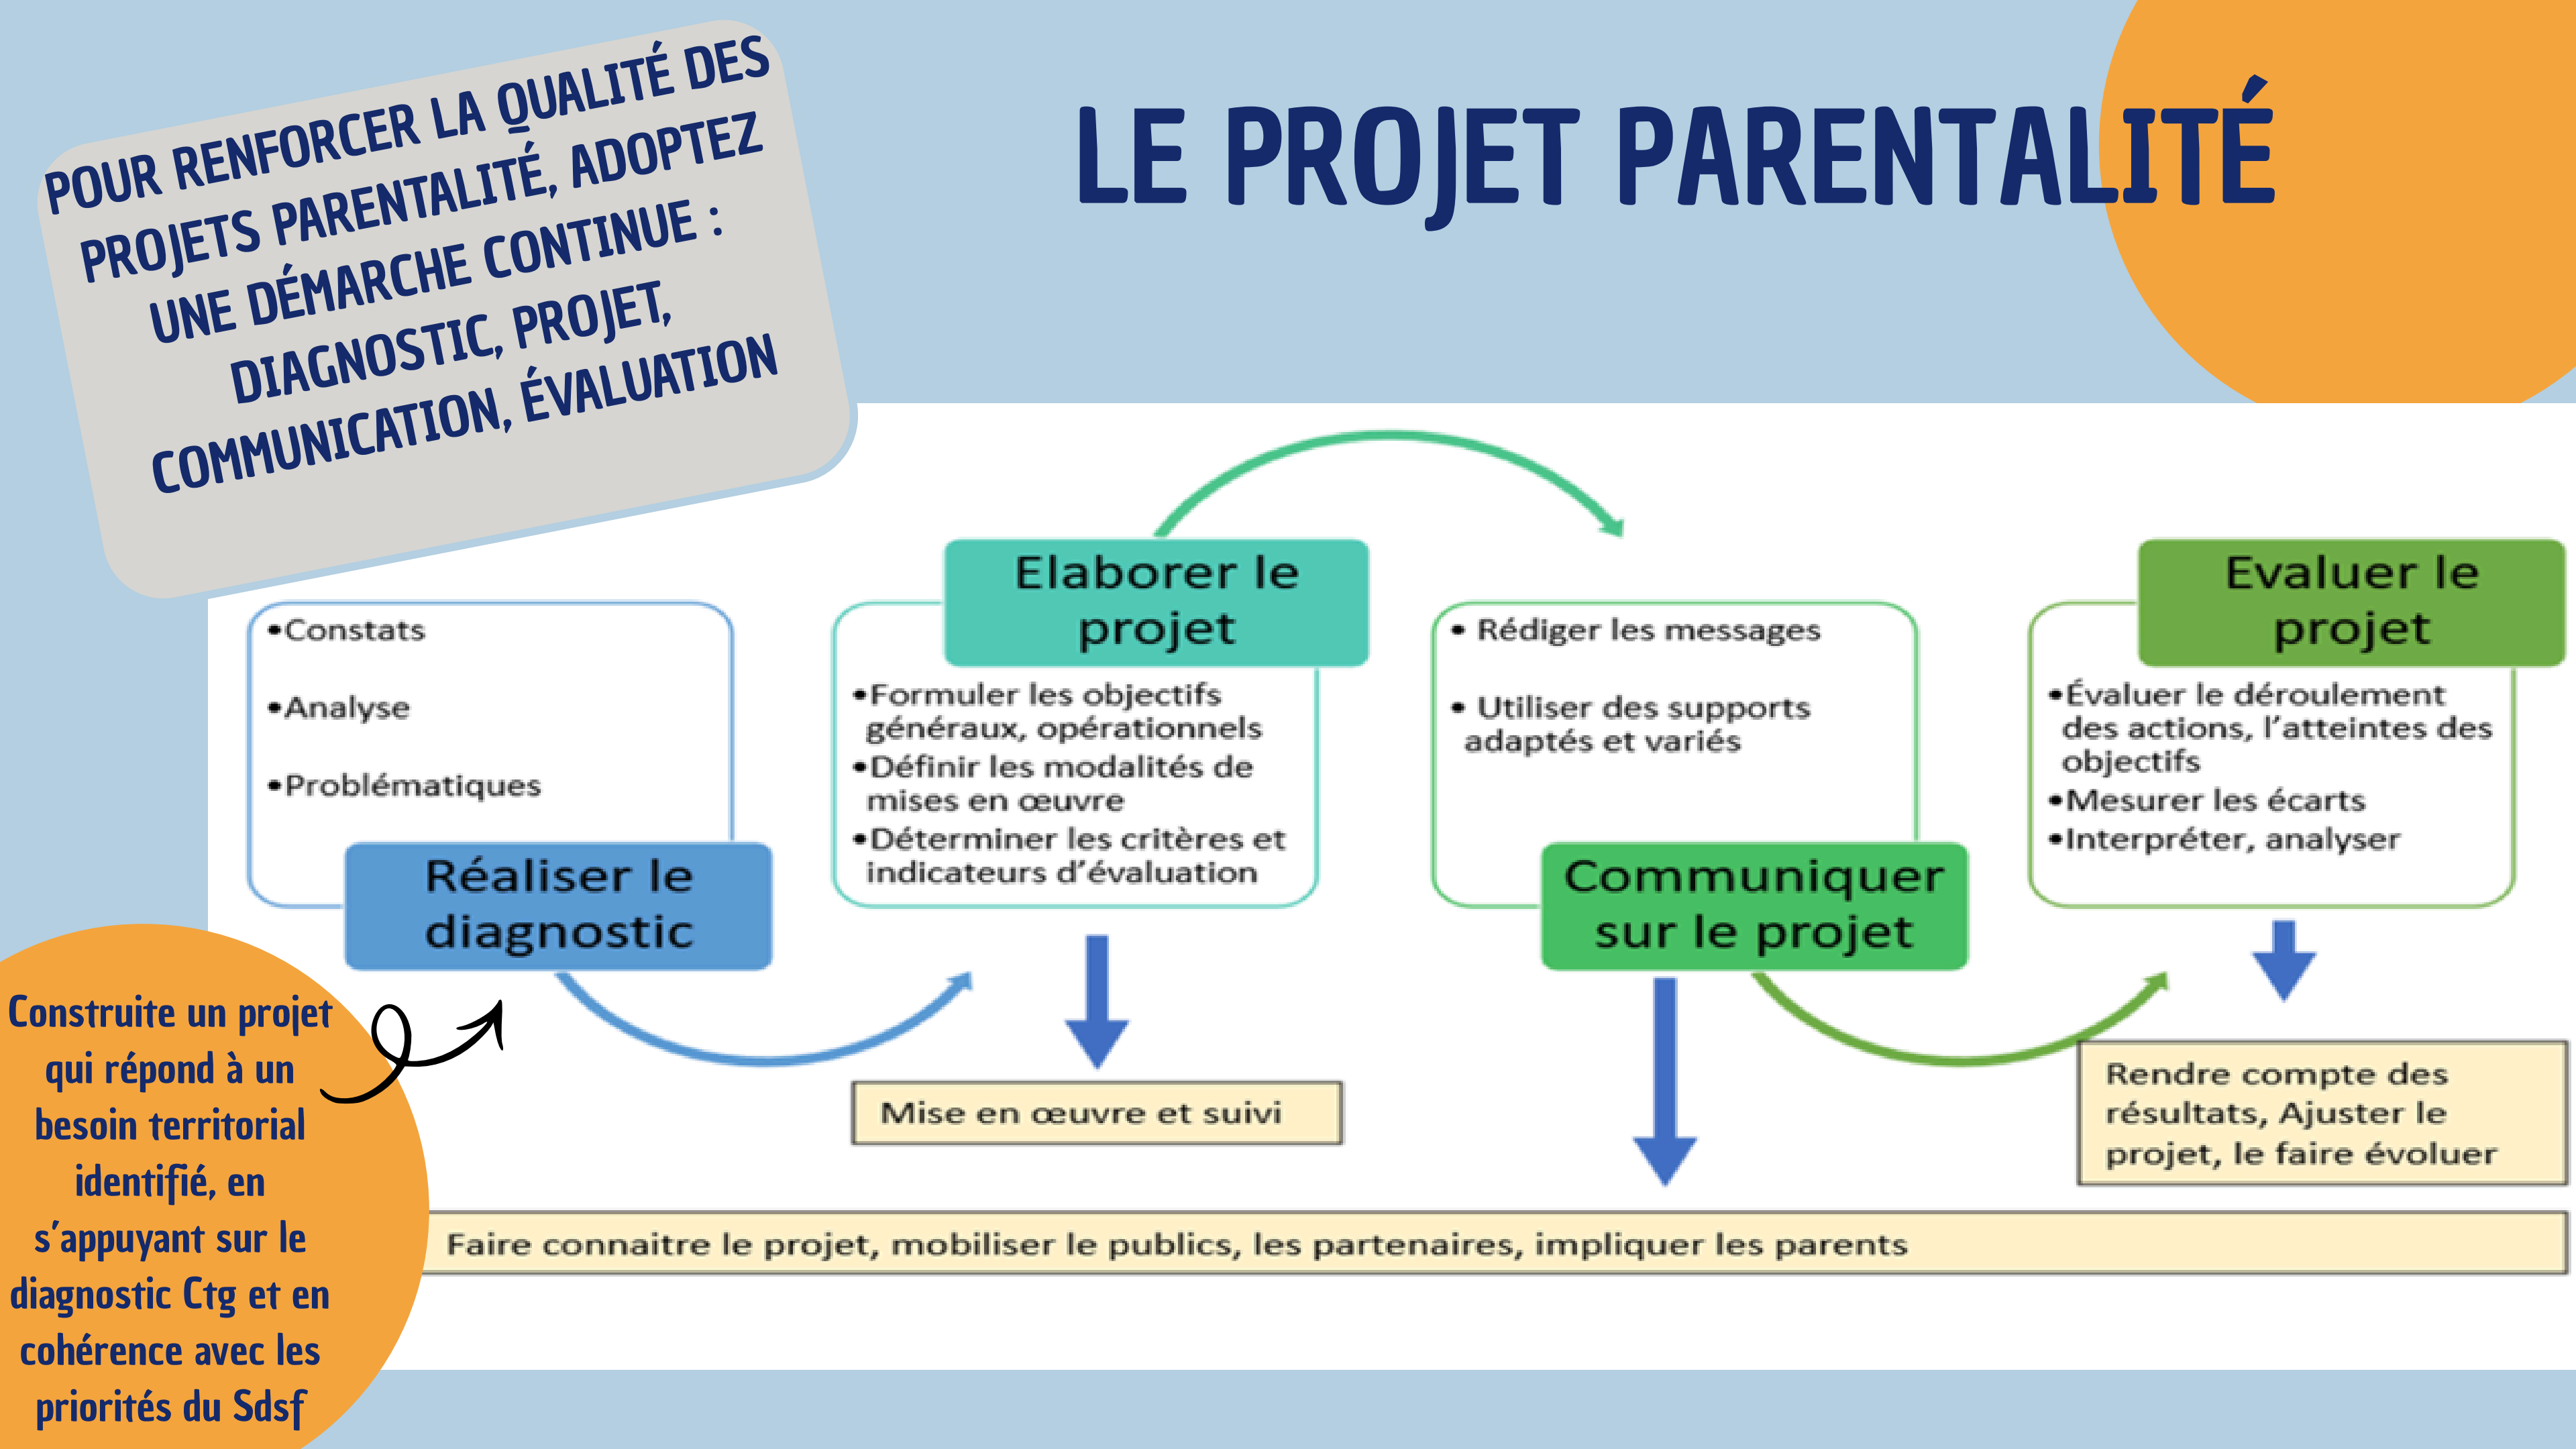 POUR RENFORCER LA QUALITÉ DES
PROJETS PARENTALITÉ, ADOPTEZ
UNE DÉMARCHE CONTINUE :
DIAGNOSTIC, PROJET,
COMMUNICATION, ÉVALUATION
LE PROJET PARENTALITÉ
•Constats
•Analyse
•Problématiques
Réaliser le
diagnostic
Elaborer le
projet
•Formuler les objectifs
généraux, opérationnels
•Définir les modalités de
mises en œuvre
•Déterminer les critères et
indicateurs d’évaluation
• Rédiger les messages
• Utiliser des supports
adaptés et variés
Communiquer
sur le projet
Evaluer le
projet
•Évaluer le déroulement
des actions, l’atteintes des
objectifs
•Mesurer les écarts
•Interpréter, analyser
Mise en œuvre et suivi
Rendre compte des
résultats, Ajuster le
projet, le faire évoluer
Faire connaitre le projet, mobiliser le publics, les partenaires, impliquer les parents
Construite un projet
qui répond à un
besoin territorial
identifié, en
s’appuyant sur le
diagnostic Ctg et en
cohérence avec les
priorités du Sdsf